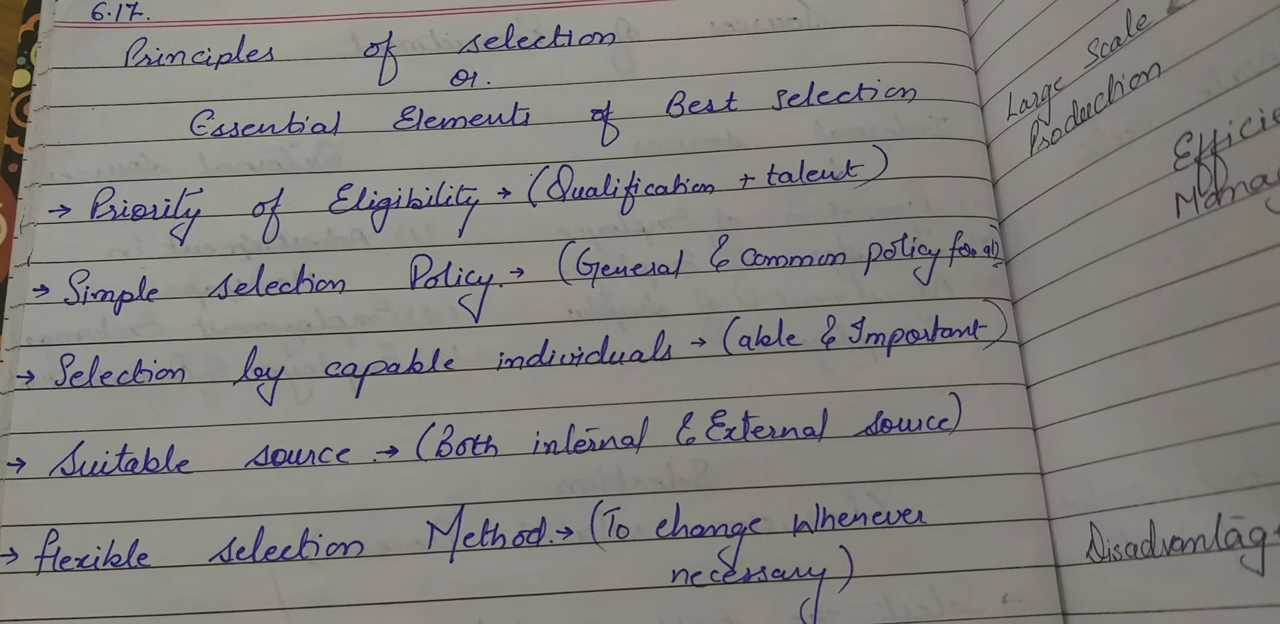 6.17.
Principles of selection
or.
Essential Elements of Best selection
→ Priority of Eligibility → (Qualification + talent)
→ Simple selection Policy → (General & Common policy for all)
→ Selection by capable individuals → (able & Important)
→ Suitable source → (Both internal & External source)
→ flexible selection Method → (To change whenever
necessary)
Large Scale
Production
Disadvantag